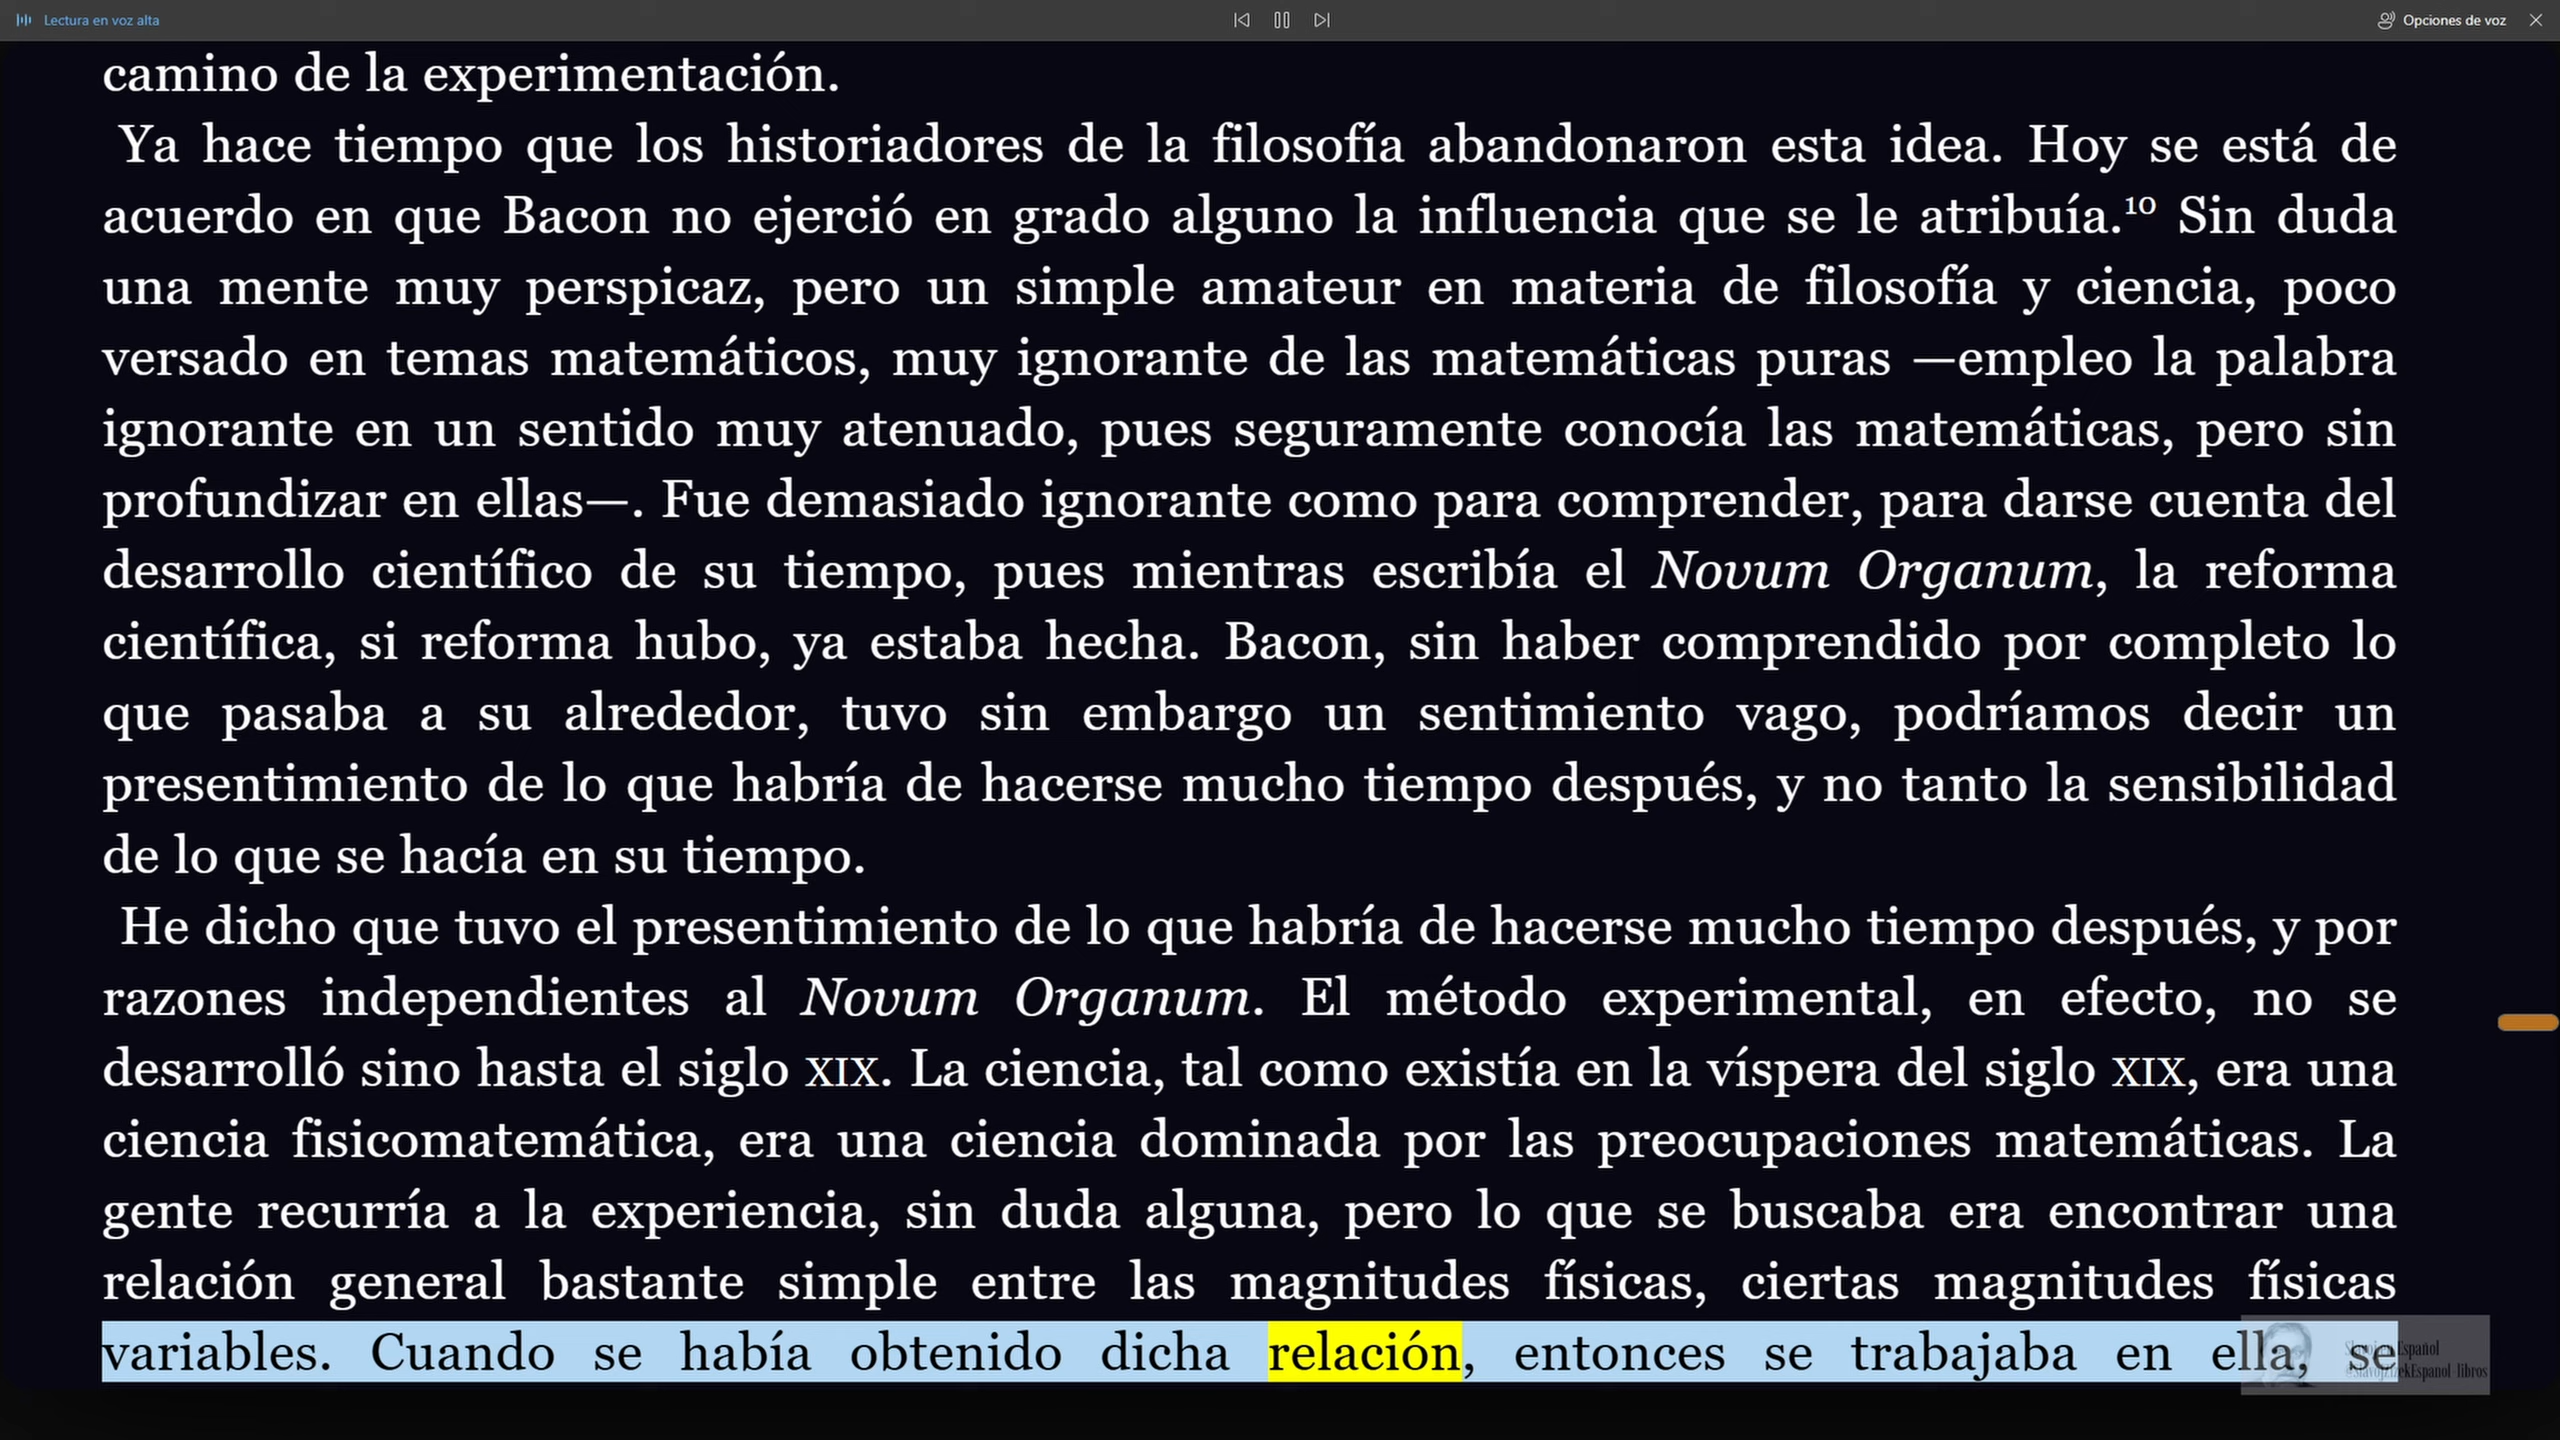 Lectura en voz alta
Opciones de voz
camino de la experimentación.
Ya hace tiempo que los historiadores de la filosofía abandonaron esta idea. Hoy se está de
acuerdo en que Bacon no ejerció en grado alguno la influencia que se le atribuía.¹⁰ Sin duda
una mente muy perspicaz, pero un simple amateur en materia de filosofía y ciencia, poco
versado en temas matemáticos, muy ignorante de las matemáticas puras —empleo la palabra
ignorante en un sentido muy atenuado, pues seguramente conocía las matemáticas, pero sin
profundizar en ellas—. Fue demasiado ignorante como para comprender, para darse cuenta del
desarrollo científico de su tiempo, pues mientras escribía el Novum Organum, la reforma
científica, si reforma hubo, ya estaba hecha. Bacon, sin haber comprendido por completo lo
que pasaba a su alrededor, tuvo sin embargo un sentimiento vago, podríamos decir un
presentimiento de lo que habría de hacerse mucho tiempo después, y no tanto la sensibilidad
de lo que se hacía en su tiempo.
He dicho que tuvo el presentimiento de lo que habría de hacerse mucho tiempo después, y por
razones independientes al Novum Organum. El método experimental, en efecto, no se
desarrolló sino hasta el siglo XIX. La ciencia, tal como existía en la víspera del siglo XIX, era una
ciencia fisicomatemática, era una ciencia dominada por las preocupaciones matemáticas. La
gente recurría a la experiencia, sin duda alguna, pero lo que se buscaba era encontrar una
relación general bastante simple entre las magnitudes físicas, ciertas magnitudes físicas
variables. Cuando se había obtenido dicha relación, entonces se trabajaba en ella, se
Español